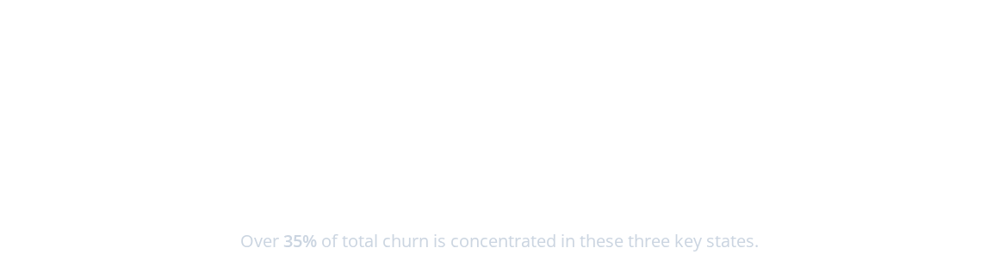 Over 35% of total churn is concentrated in these three key states.